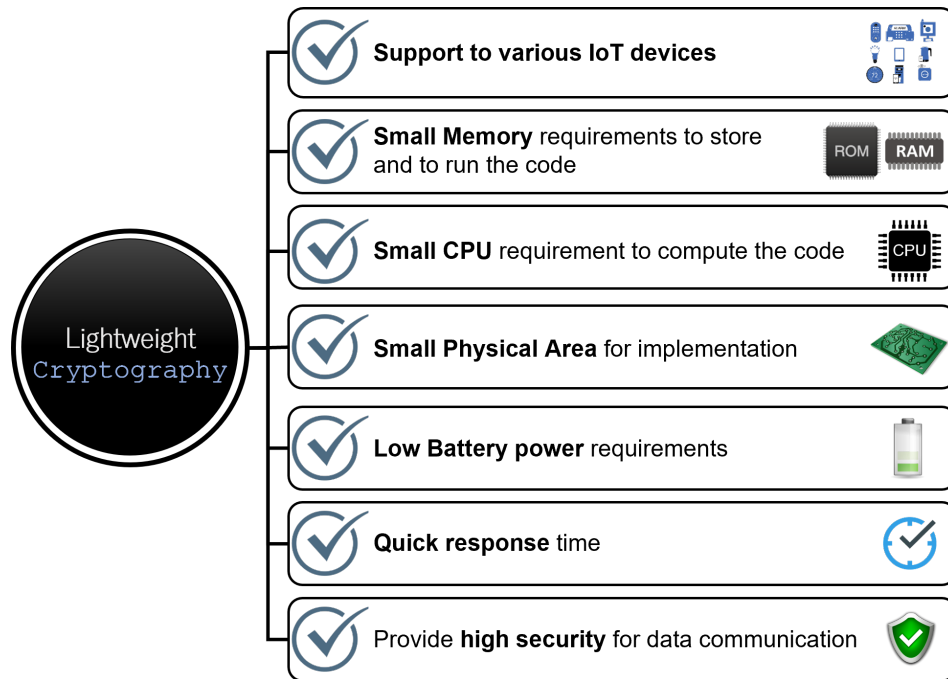 Lightweight
Cryptography
Support to various IoT devices
Small Memory requirements to store
and to run the code
ROM
RAM
Small CPU requirement to compute the code
CPU
Small Physical Area for implementation
Low Battery power requirements
Quick response time
Provide high security for data communication